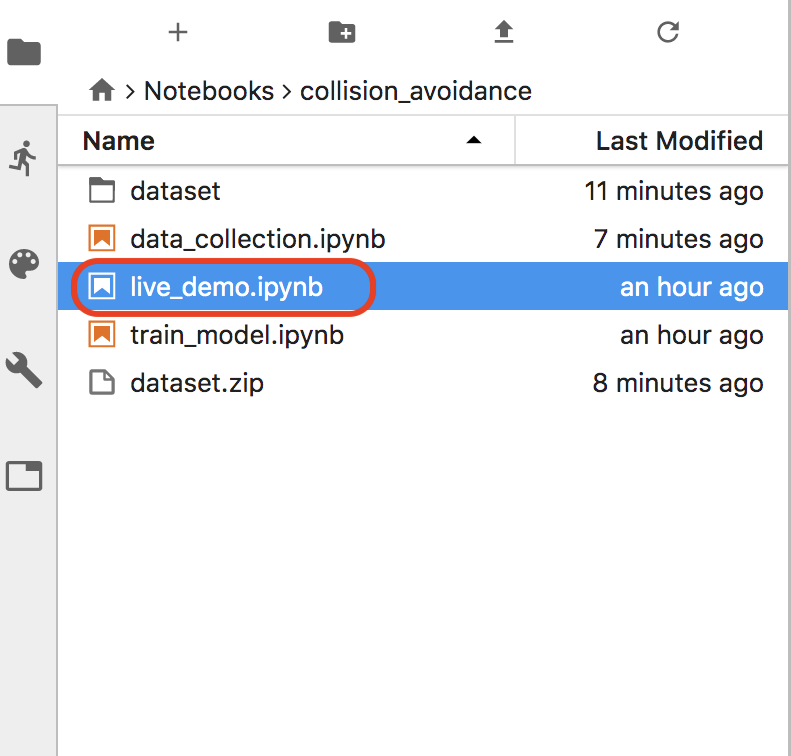 Notebooks > collision_avoidance
Name Last Modified
dataset 11 minutes ago
data_collection.ipynb 7 minutes ago
live_demo.ipynb an hour ago
train_model.ipynb an hour ago
dataset.zip 8 minutes ago